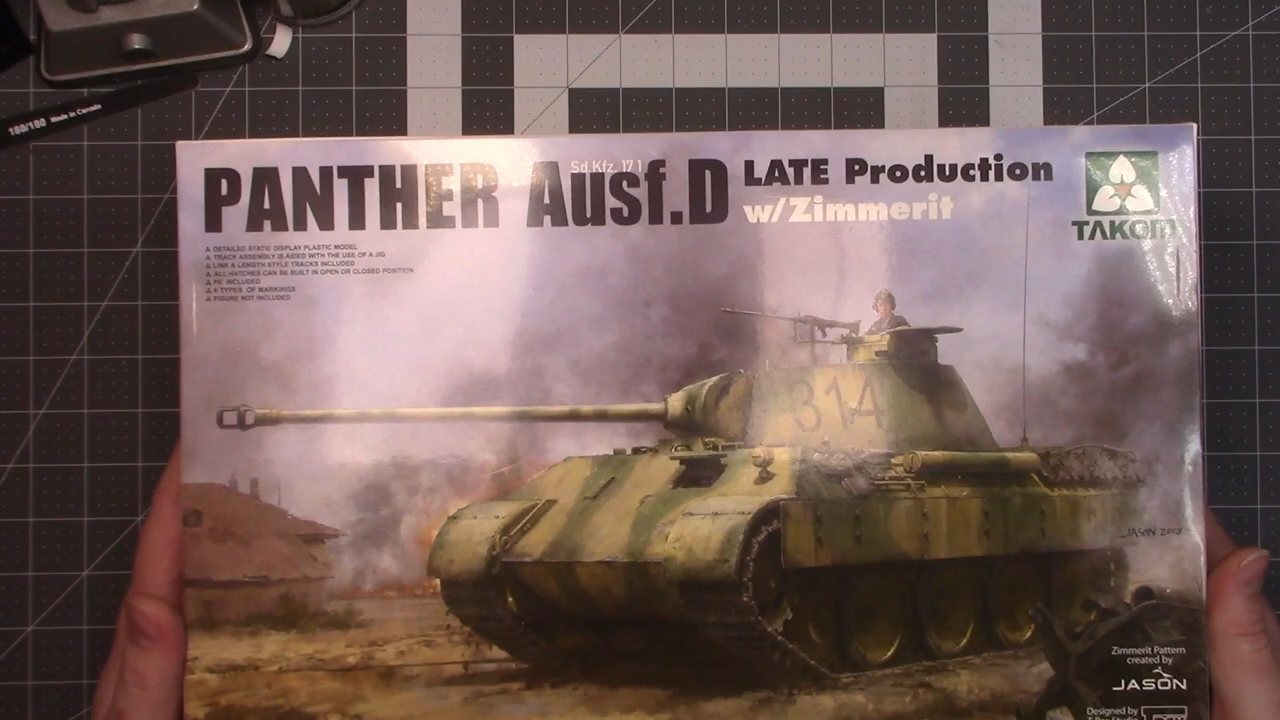 180/180 Made in Canada
Sd.Kfz. 171
PANTHER Ausf.D LATE Production
w/Zimmerit
TAKOM
DETAILED STATIC DISPLAY PLASTIC MODEL
TRACK ASSEMBLY IS AIDED WITH THE USE OF A JIG
LINK & LENGTH STYLE TRACKS INCLUDED
ALL HATCHES CAN BE BUILT IN OPEN OR CLOSED POSITION
PE INCLUDED
6 TYPES OF MARKINGS
FIGURE NOT INCLUDED
314
JASON 2018
Zimmerit Pattern
created by
JASON
Designed by